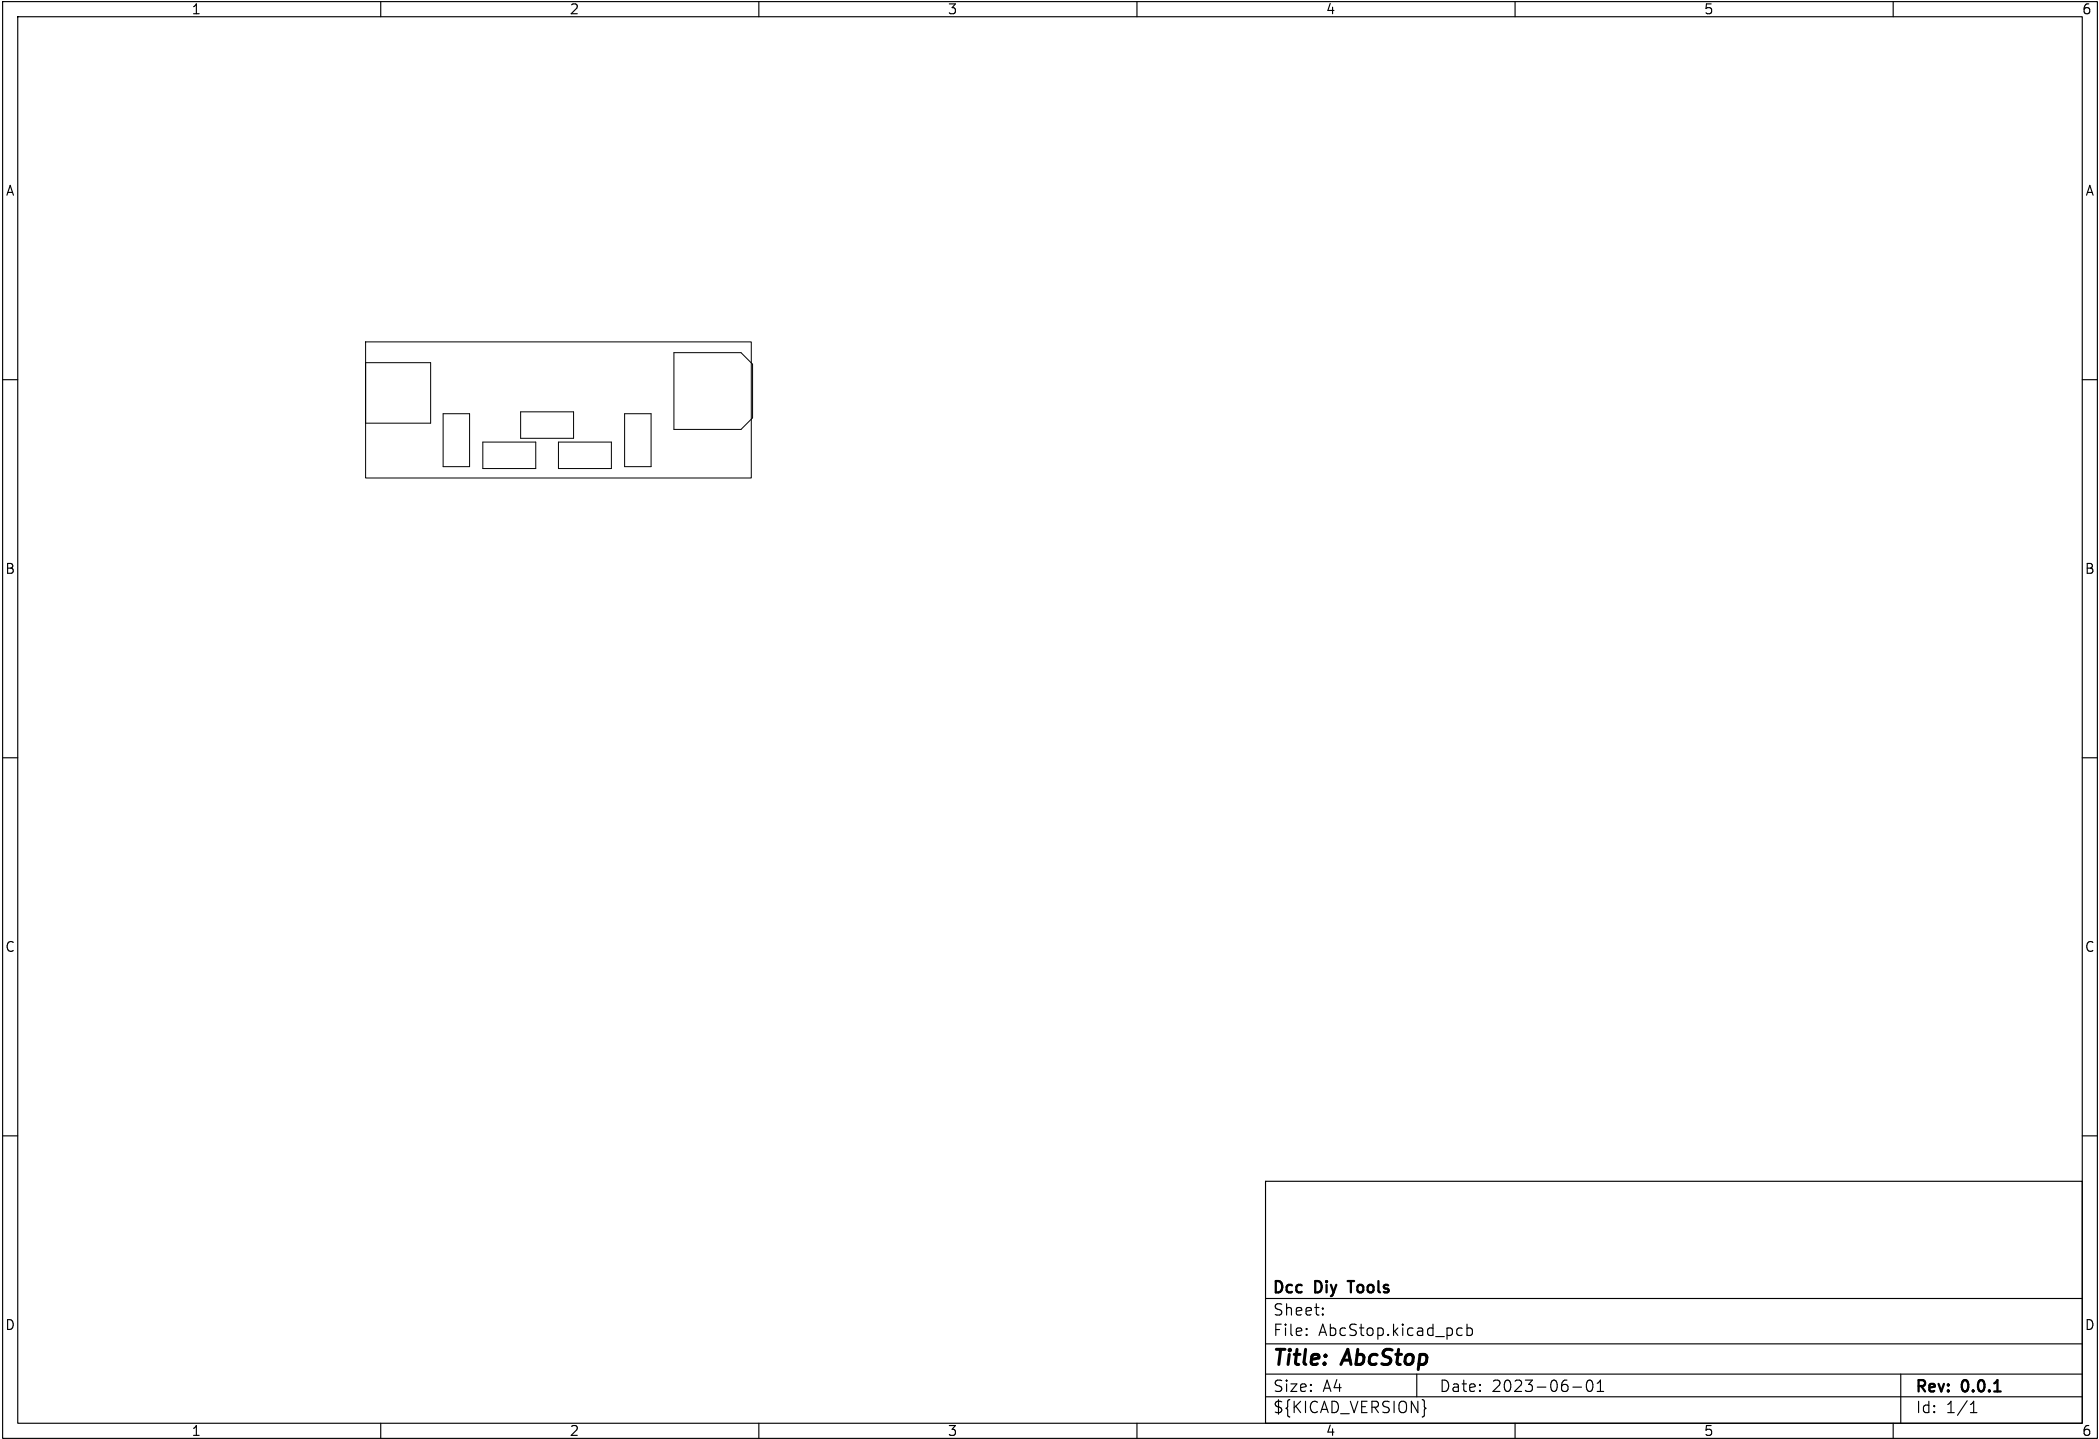 1 2 3 4 5 6
A A
B B
C C
D D
Dcc Diy Tools
Sheet:
File: AbcStop.kicad_pcb
Title: AbcStop
Size: A4 Date: 2023-06-01 Rev: 0.0.1
${KICAD_VERSION} Id: 1/1
1 2 3 4 5 6